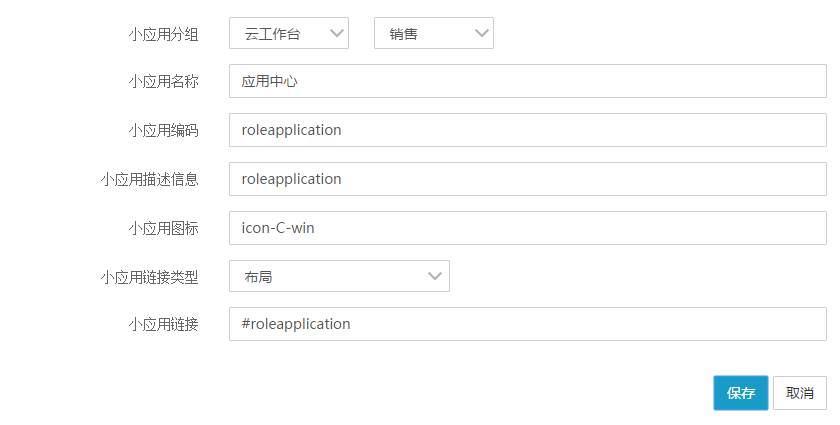 小应用分组 云工作台 销售
小应用名称 应用中心
小应用编码 roleapplication
小应用描述信息 roleapplication
小应用图标 icon-C-win
小应用链接类型 布局
小应用链接 #roleapplication
保存 取消